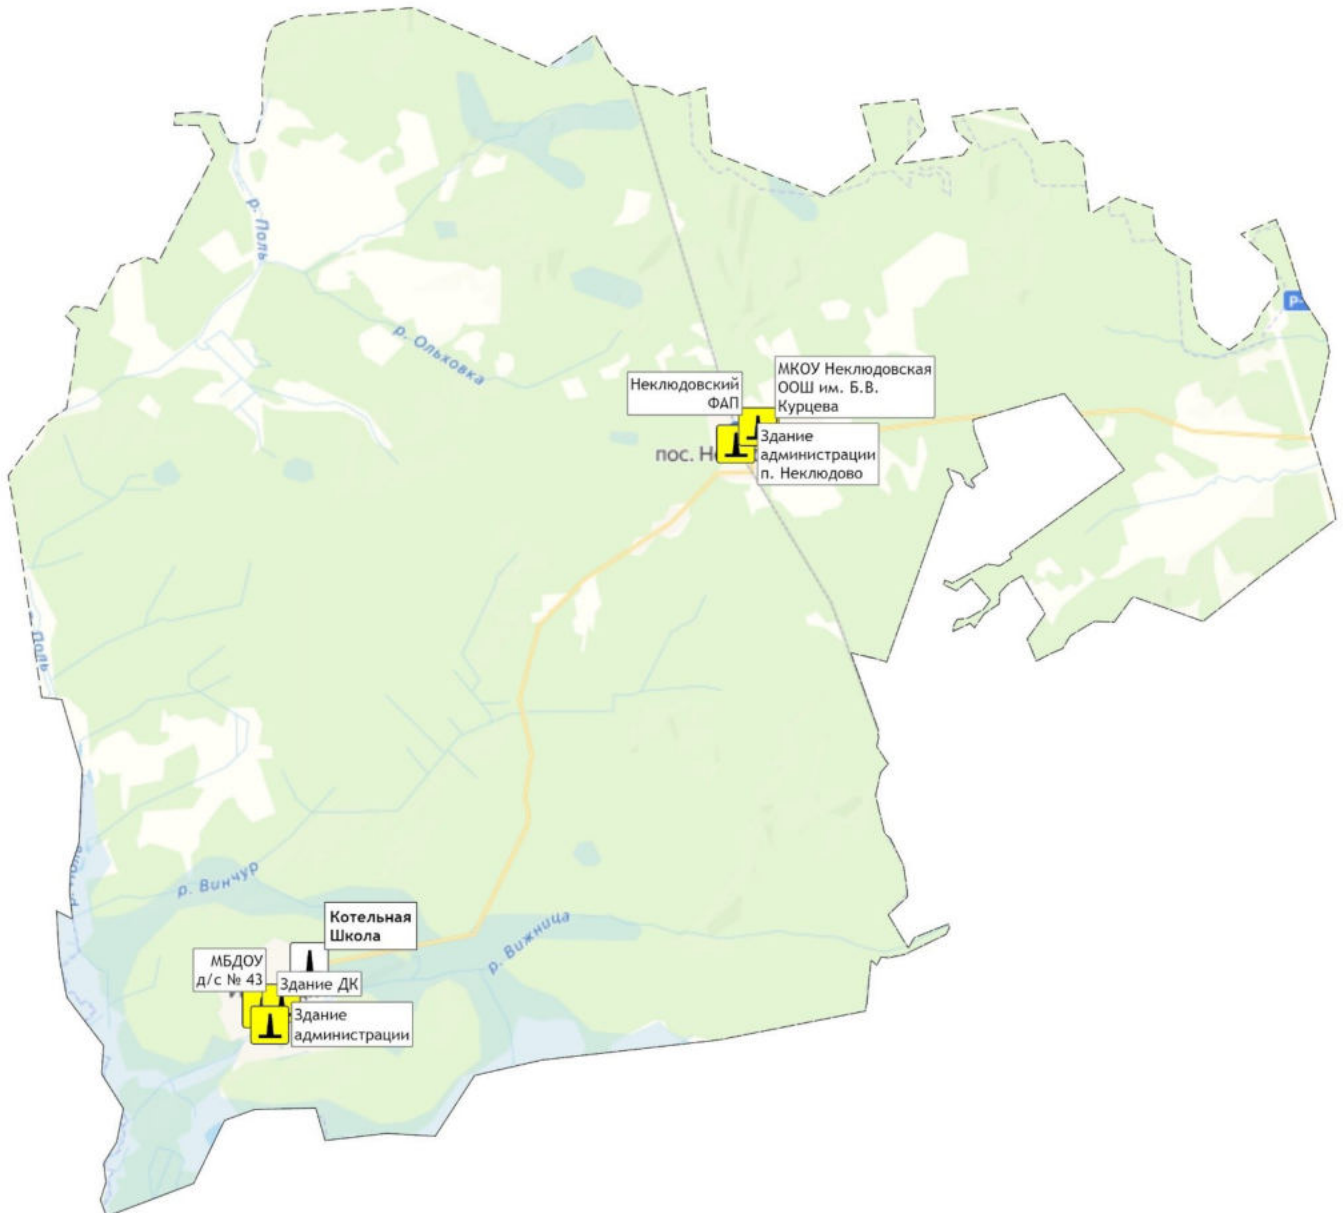 р. Поль
р. Ольховка
р-
Неклюдовский
ФАП
МКОУ Неклюдовская
ООШ им. Б.В.
Курцева
Здание
администрации
п. Неклюдово
пос.
Поль
р. Винчур
р. Вижница
Котельная
Школа
МБДОУ
д/с № 43
Здание ДК
Здание
администрации